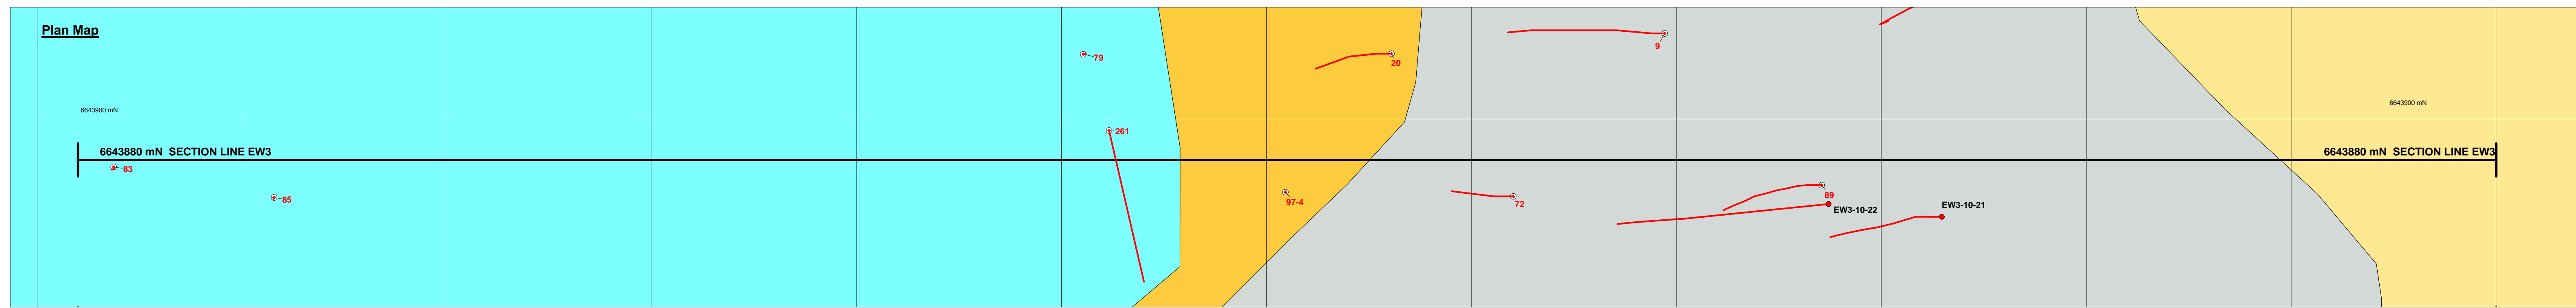 Plan Map
9
79
20
6643900 mN
6643900 mN
261
6643880 mN SECTION LINE EW3
6643880 mN SECTION LINE EW3
83
85
97-4
72
89
EW3-10-22
EW3-10-21